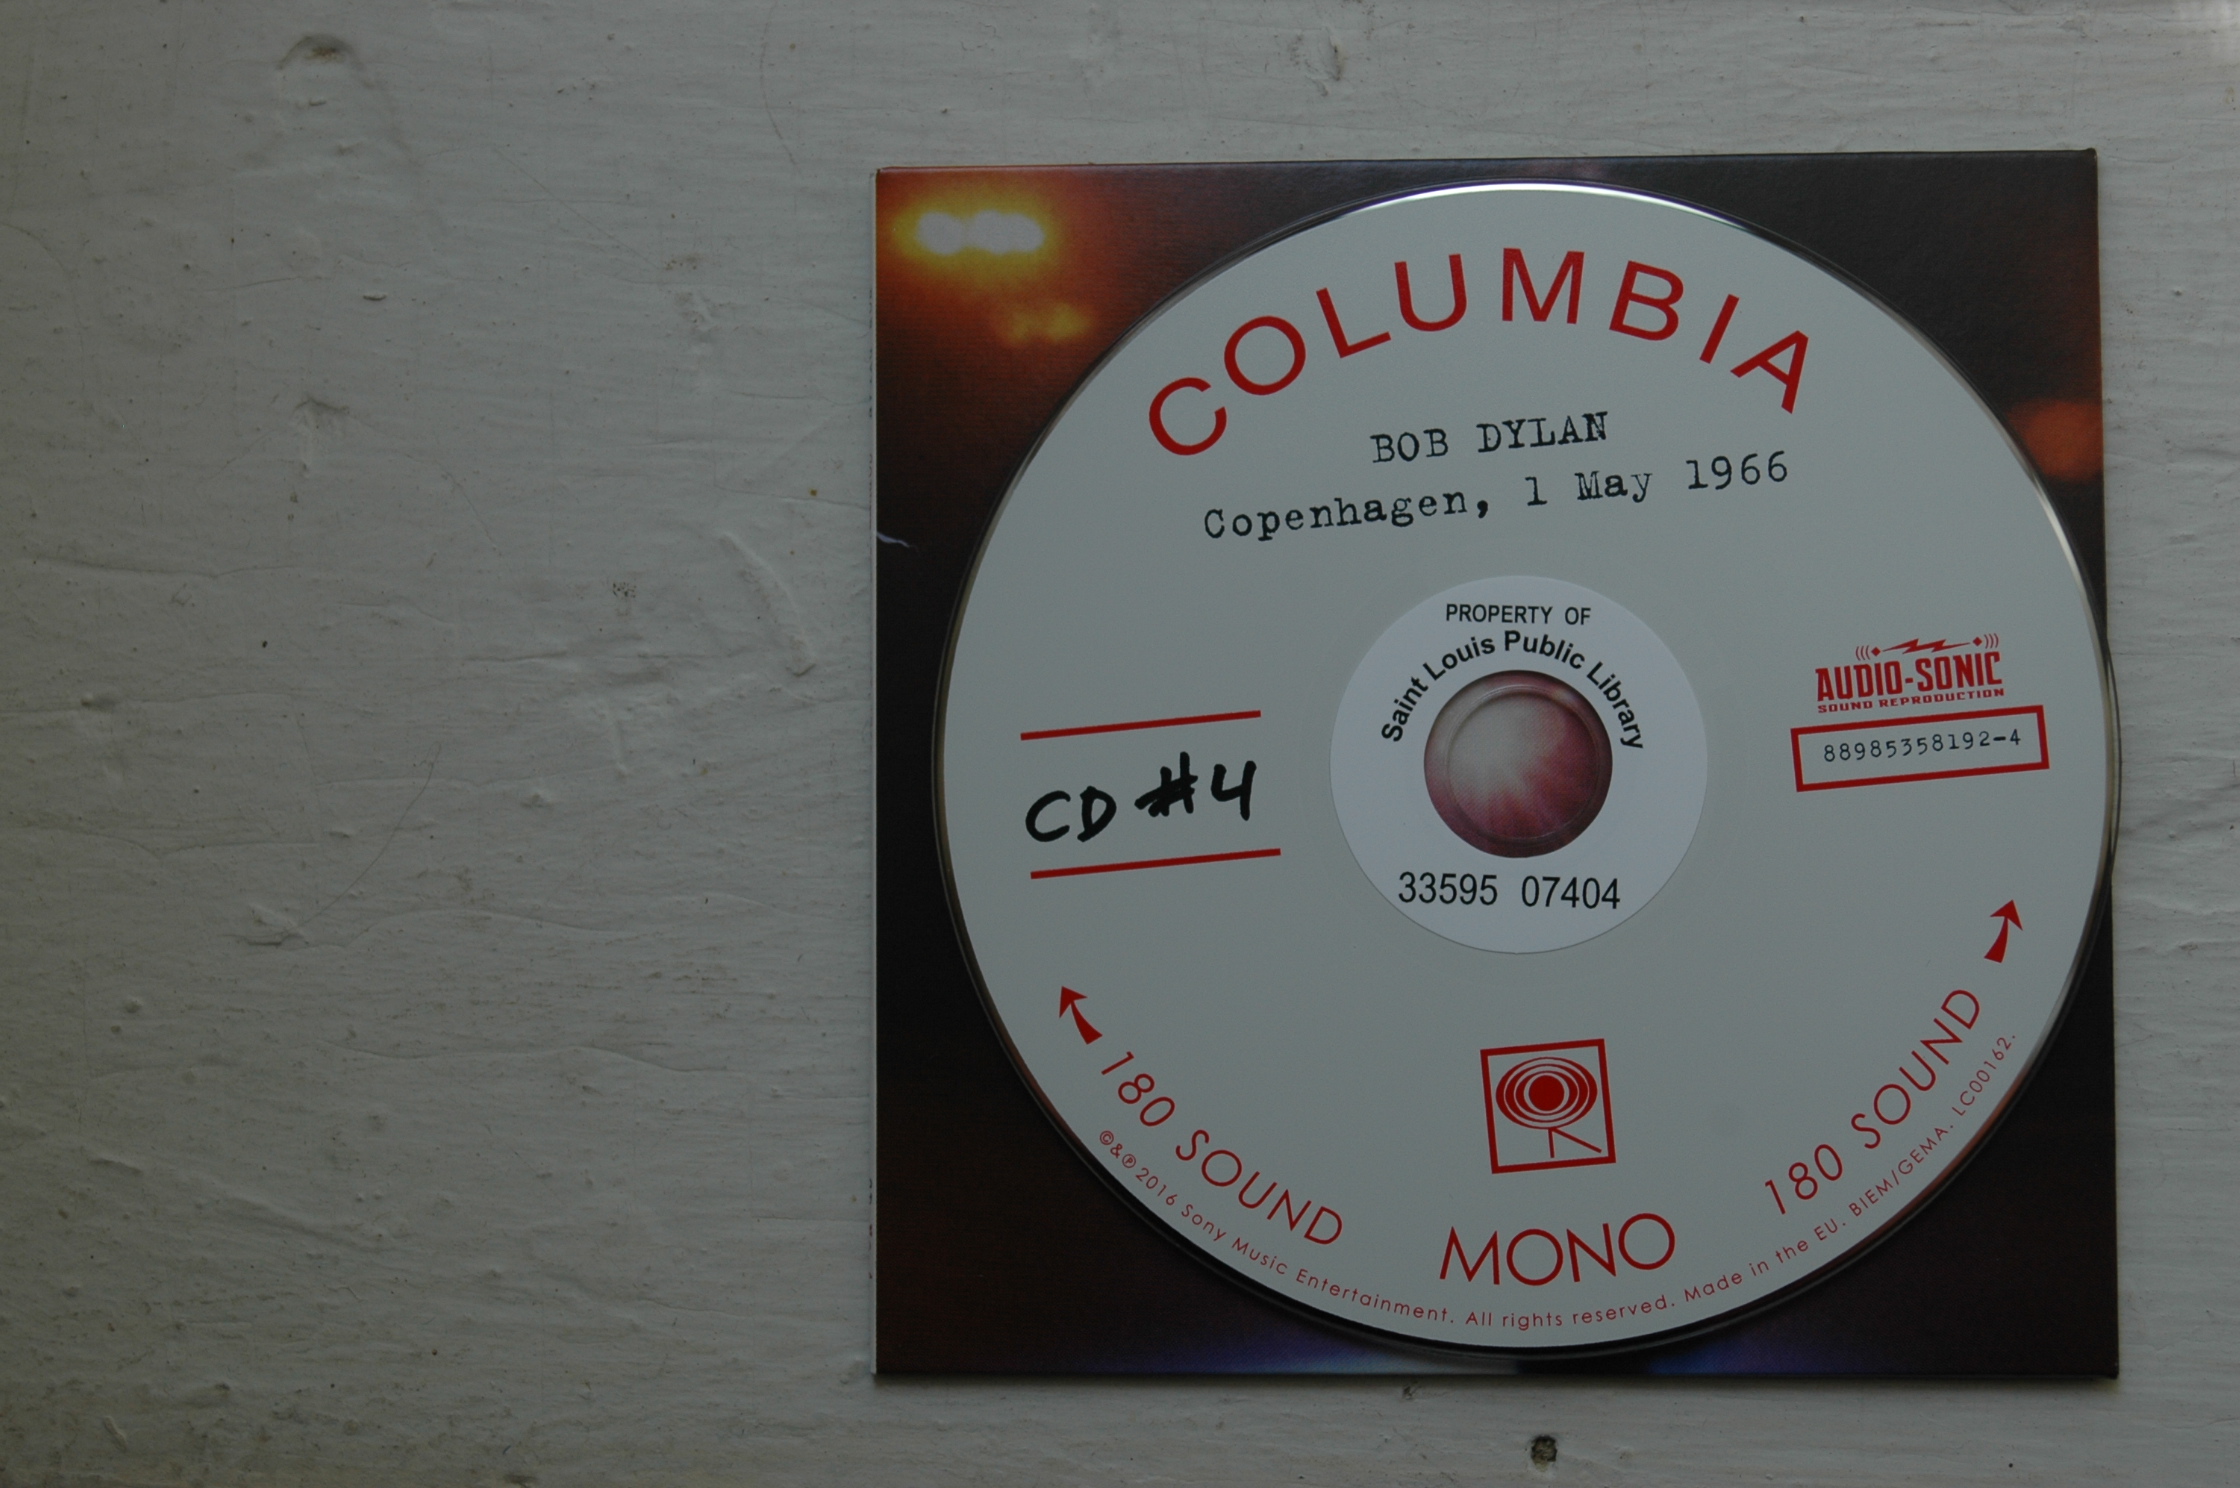 COLUMBIA
BOB DYLAN
Copenhagen, 1 May 1966
CD #4
PROPERTY OF
Saint Louis Public Library
33595 07404
AUDIO-SONIC
SOUND REPRODUCTION
88985358192-4
180 SOUND
MONO
180 SOUND
©&℗ 2016 Sony Music Entertainment. All rights reserved. Made in the EU. BIEM/GEMA. LC00162.